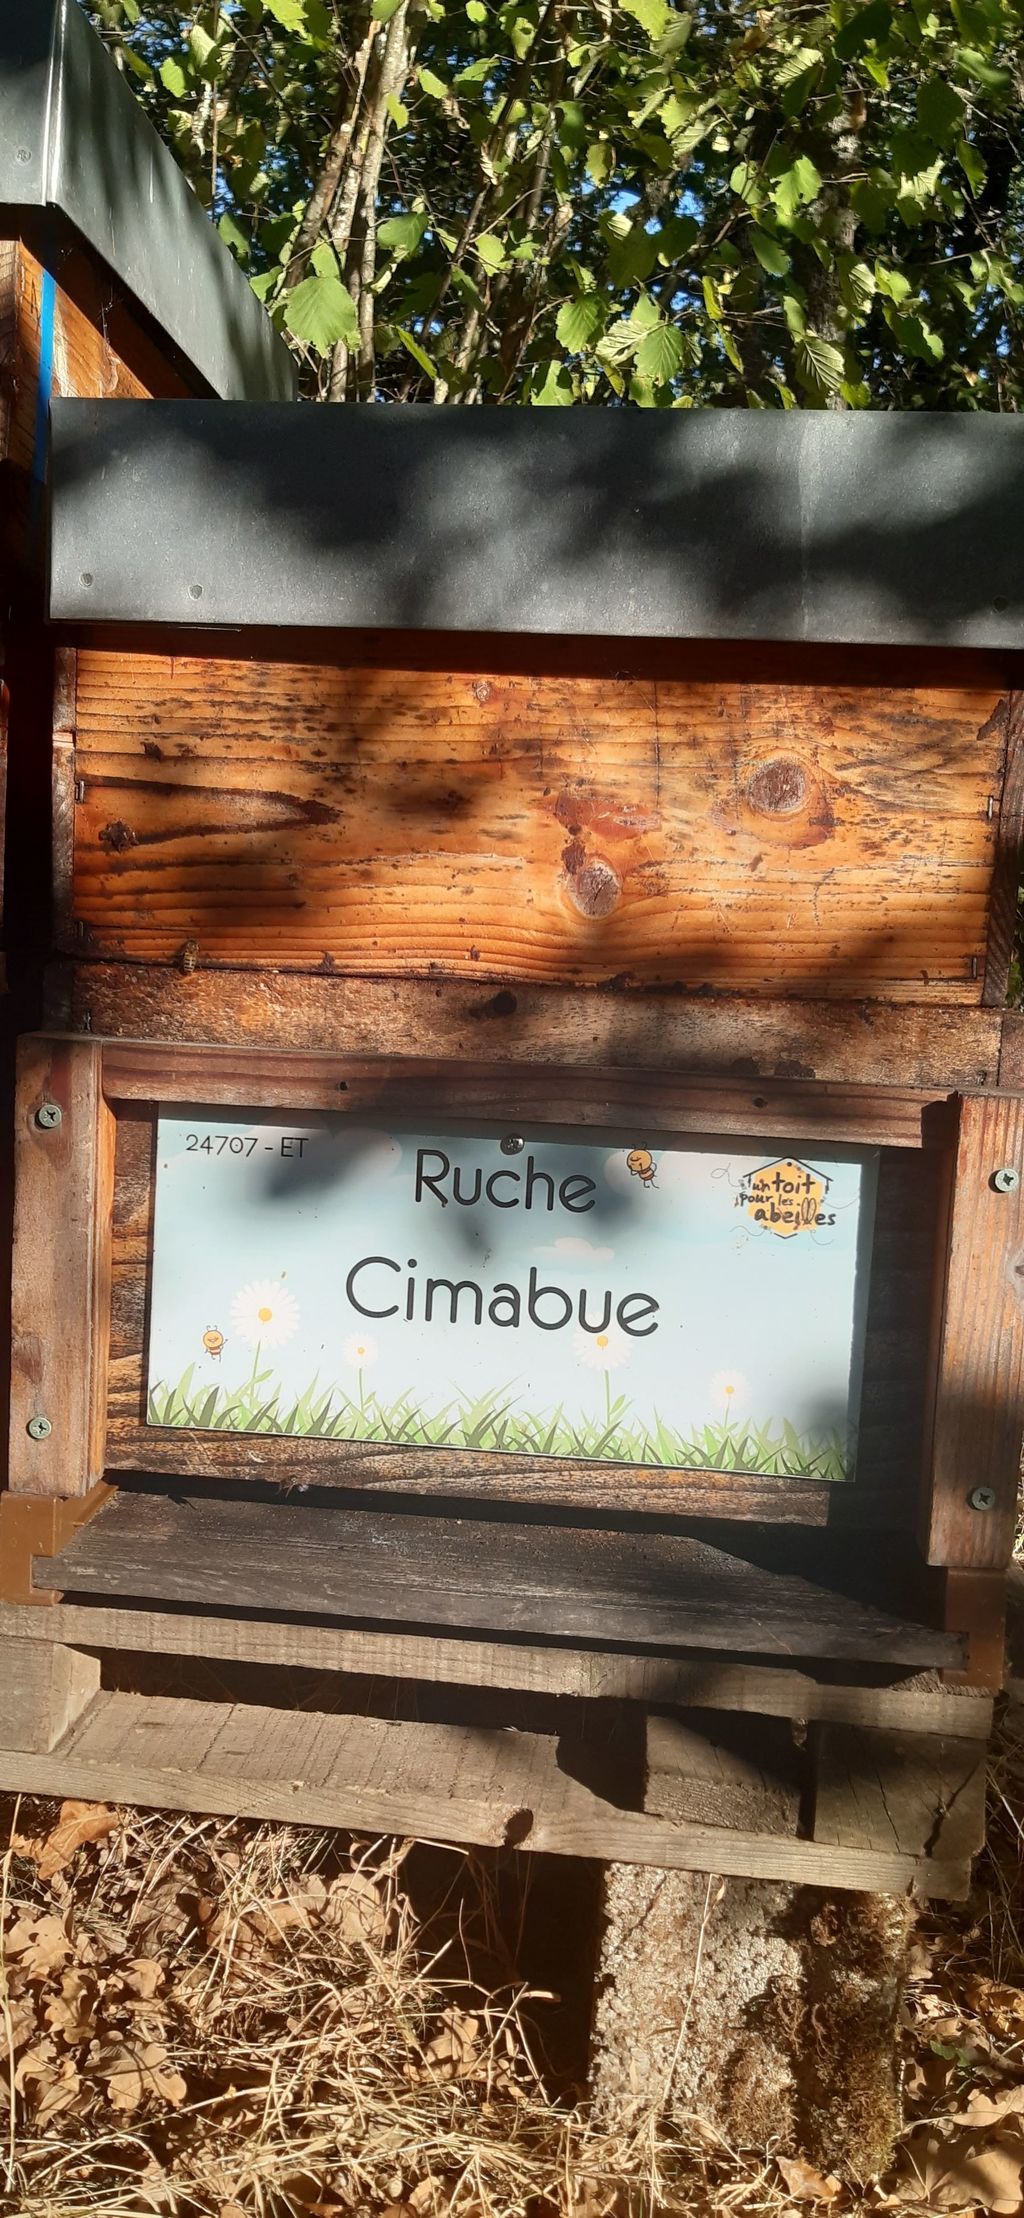 24707 - ET
Ruche
Cimabue
un toit
pour les
abeilles